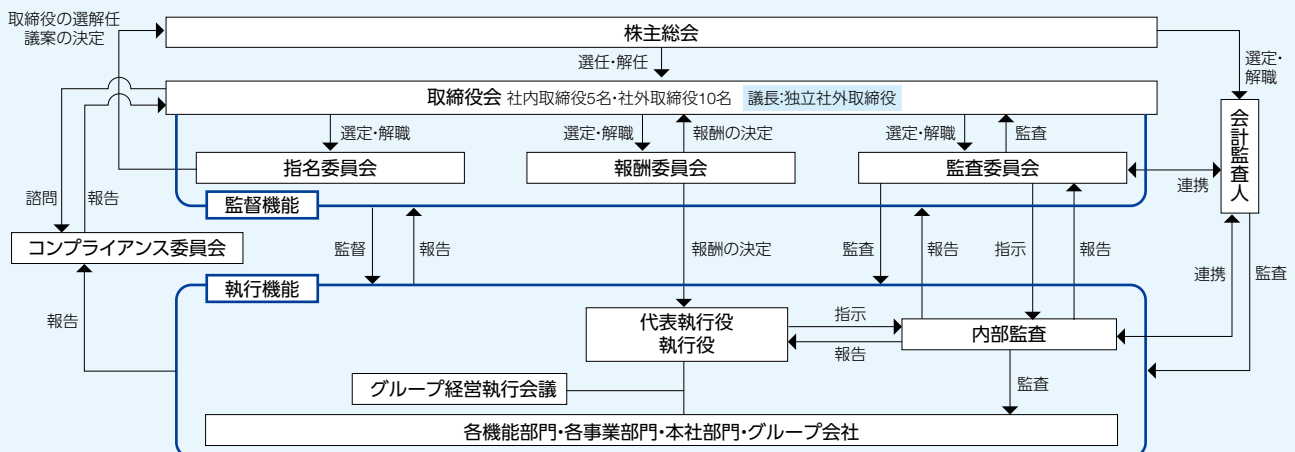 取締役の選解任
議案の決定
株主総会
選任・解任
選定・
解職
取締役会 社内取締役5名・社外取締役10名 議長:独立社外取締役
選定・解職
選定・解職
報酬の決定
選定・解職
監査
会計監査人
指名委員会
報酬委員会
監査委員会
連携
諮問
報告
監督機能
コンプライアンス委員会
監督
報告
報酬の決定
監査
報告
指示
報告
連携
監査
執行機能
報告
代表執行役
執行役
指示
報告
内部監査
グループ経営執行会議
監査
各機能部門・各事業部門・本社部門・グループ会社